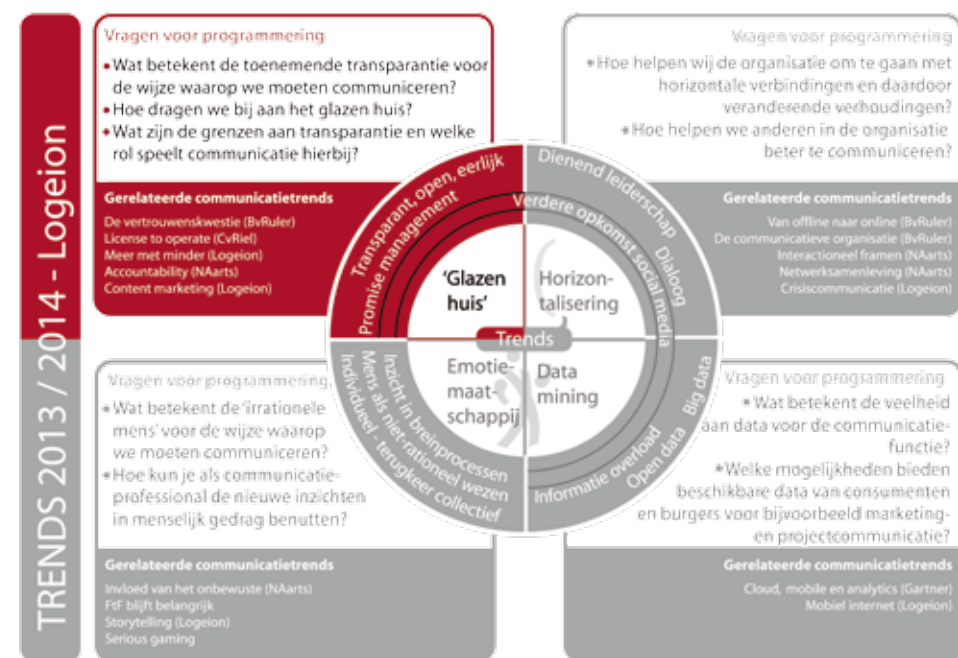 TRENDS 2013 / 2014 - Logeion
Vragen voor programmering
• Wat betekent de toenemende transparantie voor
de wijze waarop we moeten communiceren?
• Hoe dragen we bij aan het glazen huis?
• Wat zijn de grenzen aan transparantie en welke
rol speelt communicatie hierbij?
Gerelateerde communicatietrends
De vertrouwenskwestie (BvRuler)
License to operate (CvRiel)
Meer met minder (Logeion)
Accountability (NAarts)
Content marketing (Logeion)
Vragen voor programmering
• Hoe helpen wij de organisatie om te gaan met
horizontale verbindingen en daardoor
veranderende verhoudingen?
• Hoe helpen we anderen in de organisatie
beter te communiceren?
Gerelateerde communicatietrends
Van offline naar online (BvRuler)
De communicatieve organisatie (BvRuler)
Interactioneel framen (NAarts)
Netwerksamenleving (NAarts)
Crisiscommunicatie (Logeion)
Transparant, open, eerlijk
Promise management
Dienend leiderschap
Dialoog
Verdere opkomst social media
'Glazen
huis'
Horizon-
talisering
Trends
Emotie-
maat-
schappij
Data
mining
Inzicht in breinprocessen
Mens als niet-rationeel wezen
Individueel - terugkeer collectief
Big data
Open data
Informatie overload
Vragen voor programmering
• Wat betekent de 'irrationele
mens' voor de wijze waarop
we moeten communiceren?
• Hoe kun je als communicatie-
professional de nieuwe inzichten
in menselijk gedrag benutten?
Gerelateerde communicatietrends
Invloed van het onbewuste (NAarts)
FtF blijft belangrijk
Storytelling (Logeion)
Serious gaming
Vragen voor programmering
• Wat betekent de veelheid
aan data voor de communicatie-
functie?
• Welke mogelijkheden bieden
beschikbare data van consumenten
en burgers voor bijvoorbeeld marketing-
en projectcommunicatie?
Gerelateerde communicatietrends
Cloud, mobile en analytics (Gartner)
Mobiel internet (Logeion)